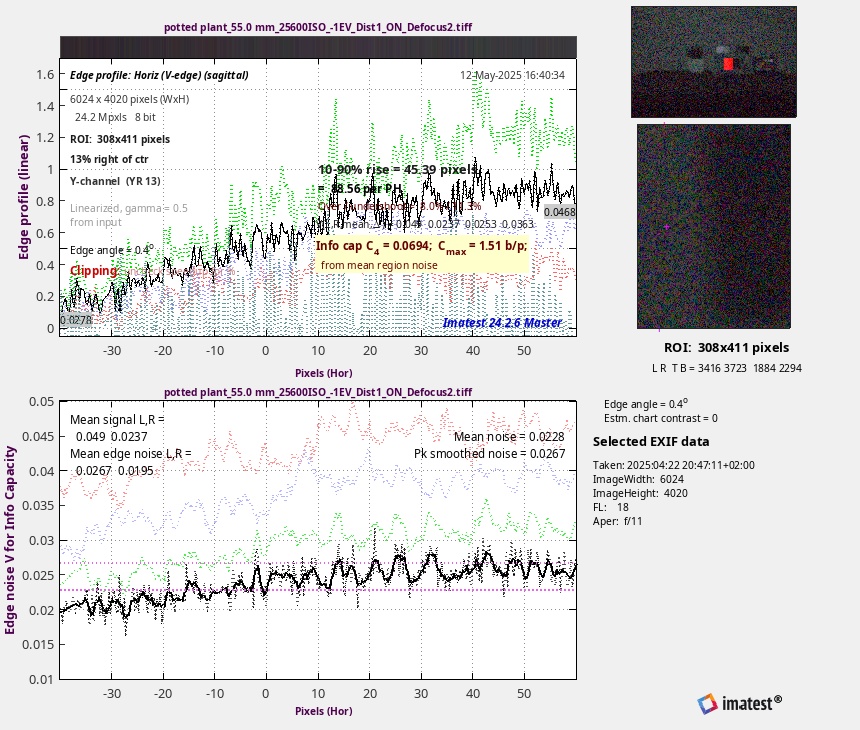 potted plant_55.0 mm_25600ISO_-1EV_Dist1_ON_Defocus2.tiff
Edge profile: Horiz (V-edge) (sagittal)
12-May-2025 16:40:34
6024 x 4020 pixels (WxH)
24.2 Mpxls 8 bit
ROI: 308x411 pixels
13% right of ctr
Y-channel (YR 13)
Linearized, gamma = 0.5
from input
Edge angle = 0.4o
Clipping
10-90% rise = 45.39 pixels
= 88.56 per PH
Info cap C4 = 0.0694; Cmax = 1.51 b/p;
from mean region noise
0.0468
0.0278
Imatest 24.2.6 Master
Edge profile (linear)
1.6
1.4
1.2
1
0.8
0.6
0.4
0.2
0
-30 -20 -10 0 10 20 30 40 50
Pixels (Hor)
potted plant_55.0 mm_25600ISO_-1EV_Dist1_ON_Defocus2.tiff
Mean signal L,R =
0.049 0.0237
Mean edge noise L,R =
0.0267 0.0195
Mean noise = 0.0228
Pk smoothed noise = 0.0267
Edge noise V for Info Capacity
0.05
0.045
0.04
0.035
0.03
0.025
0.02
0.015
0.01
-30 -20 -10 0 10 20 30 40 50
Pixels (Hor)
ROI: 308x411 pixels
L R T B = 3416 3723 1884 2294
Edge angle = 0.4o
Estm. chart contrast = 0
Selected EXIF data
Taken: 2025:04:22 20:47:11+02:00
ImageWidth: 6024
ImageHeight: 4020
FL: 18
Aper: f/11
imatest®